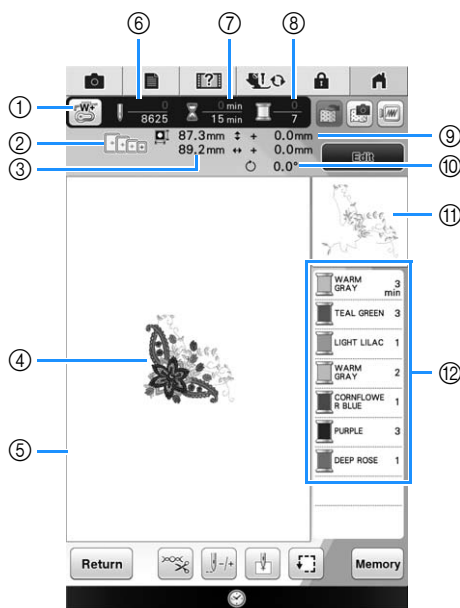 ⑥ ⑦ ⑧
①
W+
0 0 min 0
8625 15 min 7
② 87.3mm ↕ + 0.0mm ⑨
③ 89.2mm ↔ + 0.0mm
0.0° ⑩
Edit
⑪
WARM GRAY 3 min
TEAL GREEN 3
LIGHT LILAC 1
④
WARM GRAY 2
⑫
CORNFLOWE
R BLUE 1
⑤
PURPLE 3
DEEP ROSE 1
Return -/+ Memory